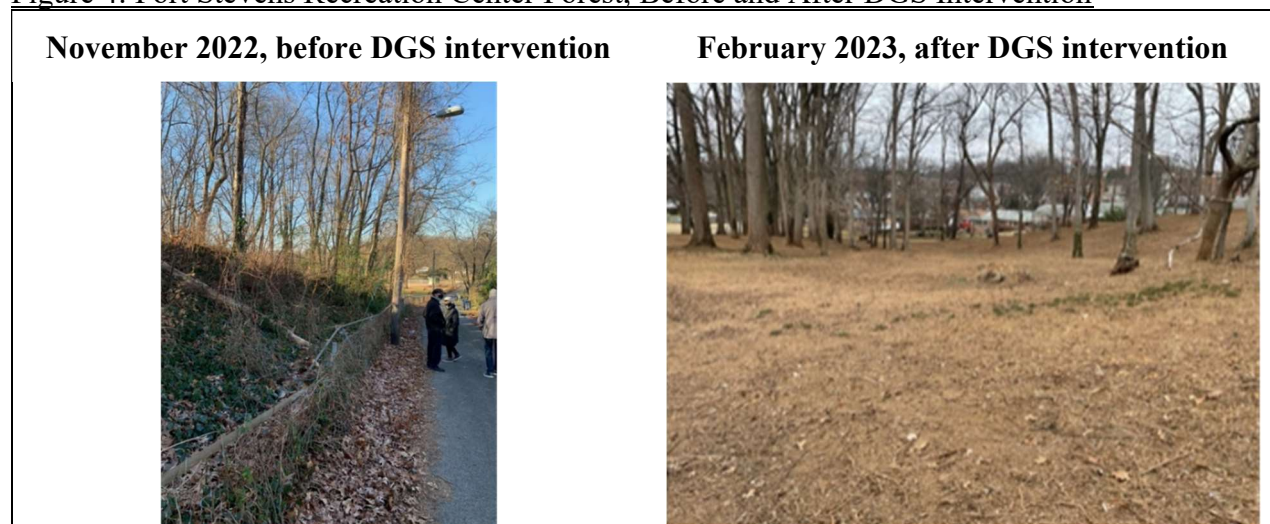 Figure 4: Fort Stevens Recreation Center Forest, Before and After DGS Intervention
November 2022, before DGS intervention
February 2023, after DGS intervention